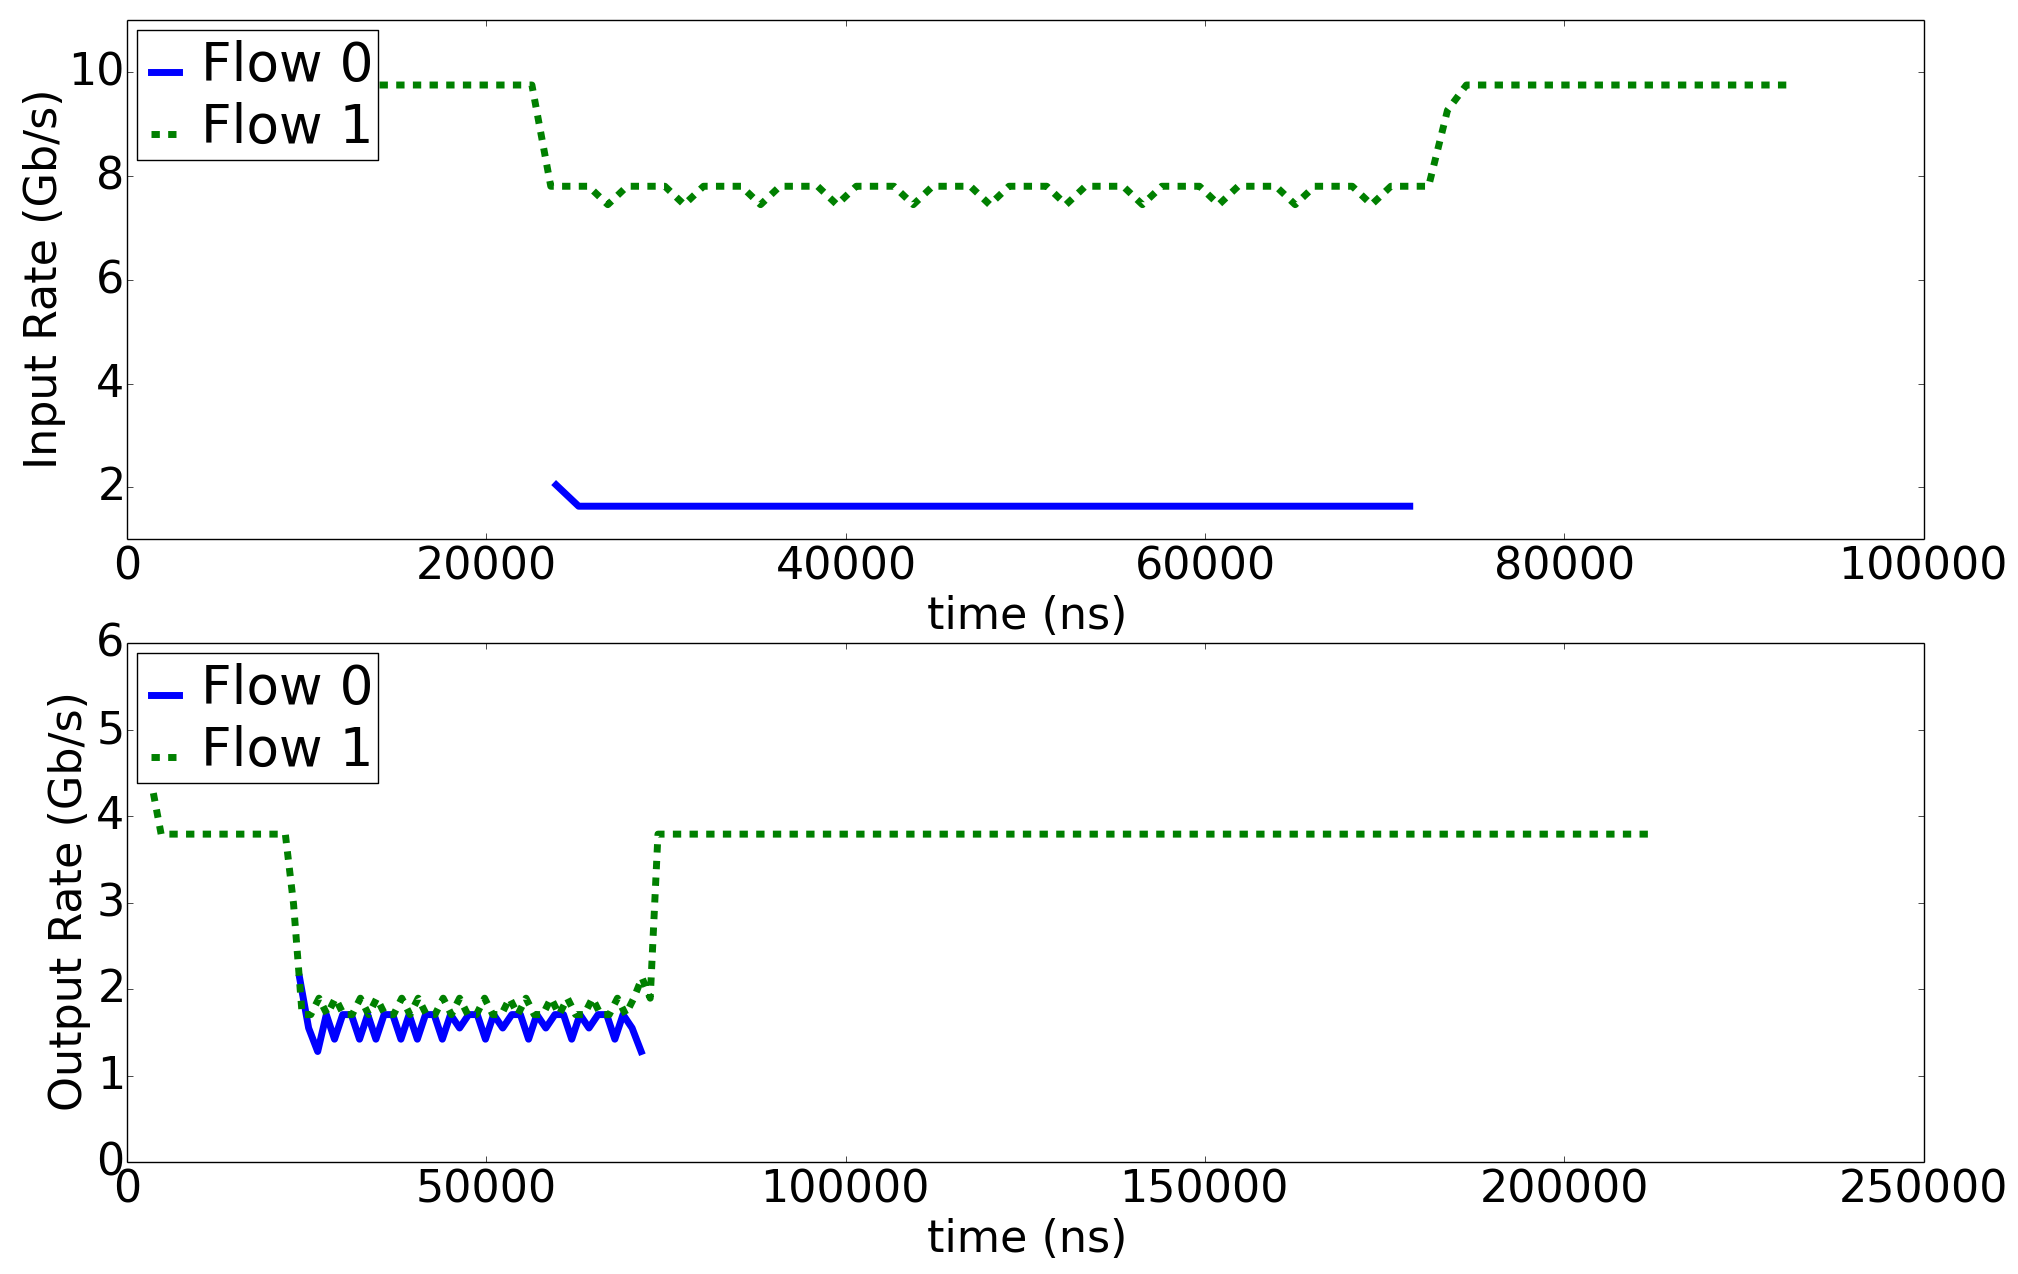 Input Rate (Gb/s)
10
8
6
4
2
Flow 0
Flow 1
0 20000 40000 60000 80000 100000
time (ns)
Output Rate (Gb/s)
6
5
4
3
2
1
0
Flow 0
Flow 1
0 50000 100000 150000 200000 250000
time (ns)